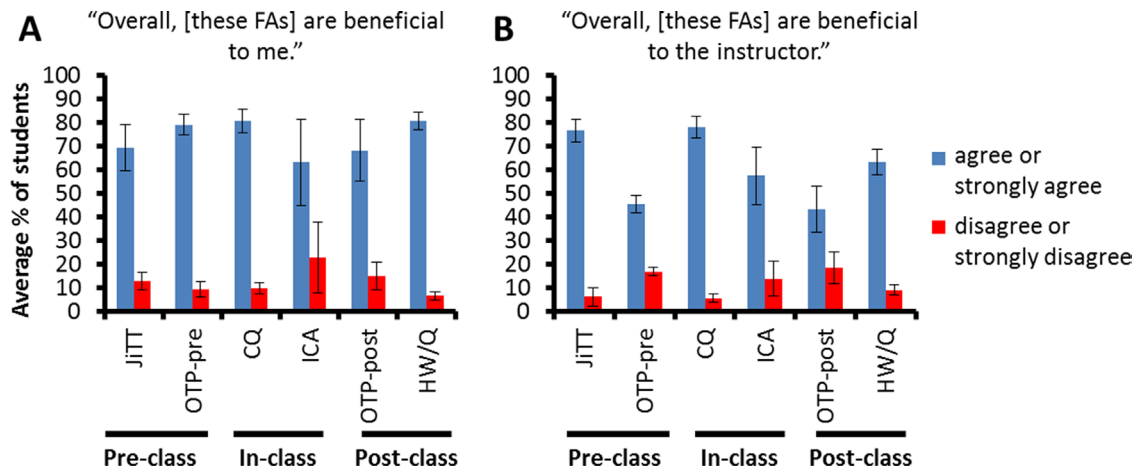 A
“Overall, [these FAs] are beneficial
to me.”
Average % of students
100
90
80
70
60
50
40
30
20
10
0
JiTT
OTP-pre
CQ
ICA
OTP-post
HW/Q
Pre-class
In-class
Post-class
B
“Overall, [these FAs] are beneficial
to the instructor.”
100
90
80
70
60
50
40
30
20
10
0
JiTT
OTP-pre
CQ
ICA
OTP-post
HW/Q
Pre-class
In-class
Post-class
agree or
strongly agree
disagree or
strongly disagree